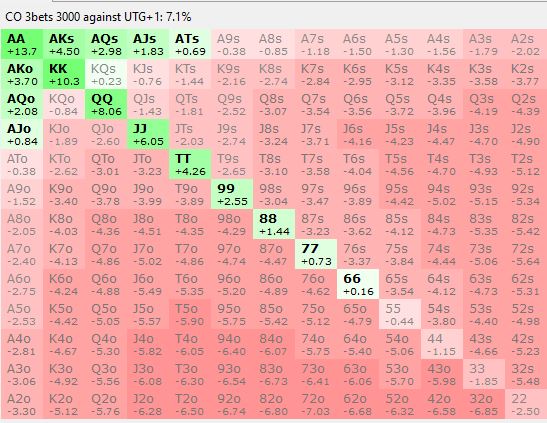 CO 3bets 3000 against UTG+1: 7.1%
AA AKs AQs AJs ATs A9s A8s A7s A6s A5s A4s A3s A2s
+13.7 +4.50 +2.98 +1.83 +0.69 -0.38 -0.85 -1.18 -1.50 -1.30 -1.56 -1.79 -2.02
AKo KK KQs KJs KTs K9s K8s K7s K6s K5s K4s K3s K2s
+3.70 +10.3 +0.23 -0.76 -1.44 -2.16 -2.74 -2.84 -2.95 -3.12 -3.35 -3.58 -3.77
AQo KQo QQ QJs QTs Q9s Q8s Q7s Q6s Q5s Q4s Q3s Q2s
+2.08 -0.84 +8.06 -1.43 -1.81 -2.52 -3.07 -3.54 -3.56 -3.72 -3.96 -4.19 -4.39
AJo KJo QJo JJ JTs J9s J8s J7s J6s J5s J4s J3s J2s
+0.84 -1.89 -2.60 +6.05 -2.03 -2.74 -3.24 -3.71 -4.16 -4.23 -4.47 -4.70 -4.90
ATo KTo QTo JTo TT T9s T8s T7s T6s T5s T4s T3s T2s
-0.38 -2.62 -3.01 -3.23 +4.26 -2.65 -3.10 -3.58 -4.04 -4.56 -4.70 -4.93 -5.12
A9o K9o Q9o J9o T9o 99 98s 97s 96s 95s 94s 93s 92s
-1.52 -3.40 -3.78 -3.99 -3.89 +2.55 -3.04 -3.47 -3.89 -4.42 -5.02 -5.15 -5.34
A8o K8o Q8o J8o T8o 98o 88 87s 86s 85s 84s 83s 82s
-2.05 -4.03 -4.36 -4.51 -4.35 -4.29 +1.44 -3.23 -3.62 -4.12 -4.73 -5.35 -5.42
A7o K7o Q7o J7o T7o 97o 87o 77 76s 75s 74s 73s 72s
-2.40 -4.13 -4.86 -5.02 -4.86 -4.74 -4.47 +0.73 -3.37 -3.84 -4.44 -5.06 -5.64
A6o K6o Q6o J6o T6o 96o 86o 76o 66 65s 64s 63s 62s
-2.75 -4.24 -4.88 -5.49 -5.35 -5.20 -4.89 -4.62 +0.16 -3.54 -4.12 -4.73 -5.31
A5o K5o Q5o J5o T5o 95o 85o 75o 65o 55 54s 53s 52s
-2.53 -4.42 -5.05 -5.57 -5.90 -5.75 -5.42 -5.12 -4.79 -0.44 -3.80 -4.40 -4.98
A4o K4o Q4o J4o T4o 94o 84o 74o 64o 54o 44 43s 42s
-2.81 -4.67 -5.30 -5.82 -6.05 -6.40 -6.07 -5.75 -5.40 -5.06 -1.15 -4.66 -5.23
A3o K3o Q3o J3o T3o 93o 83o 73o 63o 53o 43o 33 32s
-3.06 -4.92 -5.56 -6.08 -6.30 -6.54 -6.73 -6.41 -6.06 -5.70 -5.98 -1.85 -5.48
A2o K2o Q2o J2o T2o 92o 82o 72o 62o 52o 42o 32o 22
-3.30 -5.12 -5.76 -6.28 -6.50 -6.74 -6.80 -7.03 -6.68 -6.32 -6.58 -6.85 -2.50